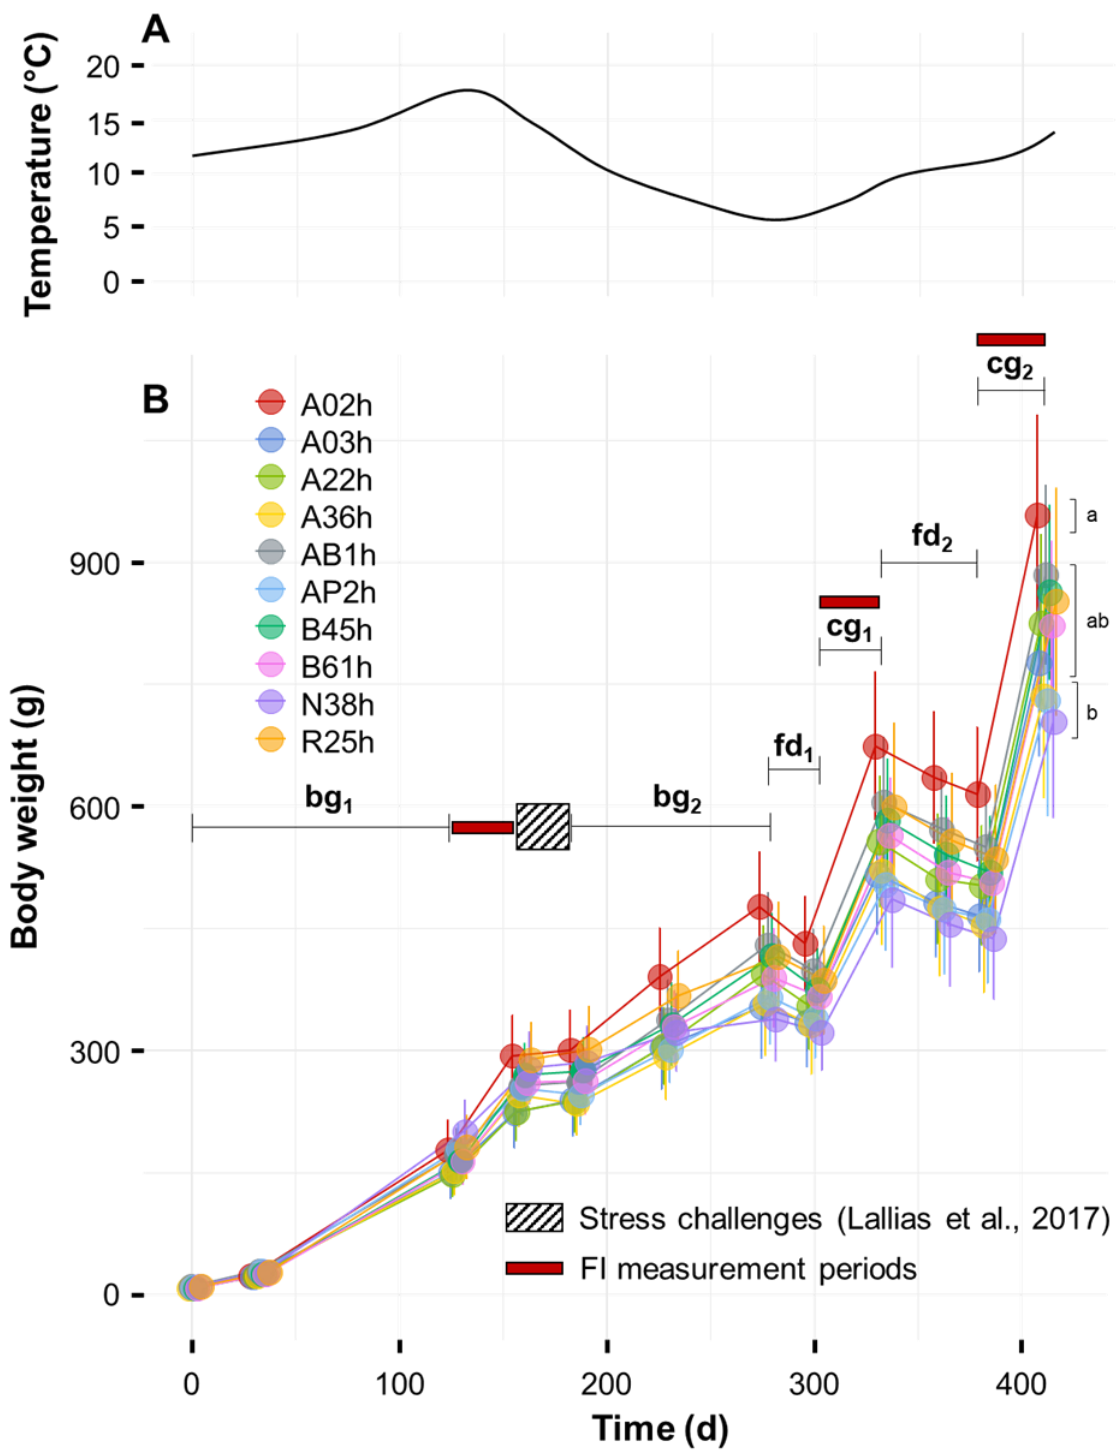 A
Temperature (°C)
20
15
10
5
0
B
Body weight (g)
A02h
A03h
A22h
A36h
AB1h
AP2h
B45h
B61h
N38h
R25h
cg2
a
fd2
900
ab
cg1
b
fd1
600
bg1
bg2
300
Stress challenges (Lallias et al., 2017)
FI measurement periods
0
0 100 200 300 400
Time (d)